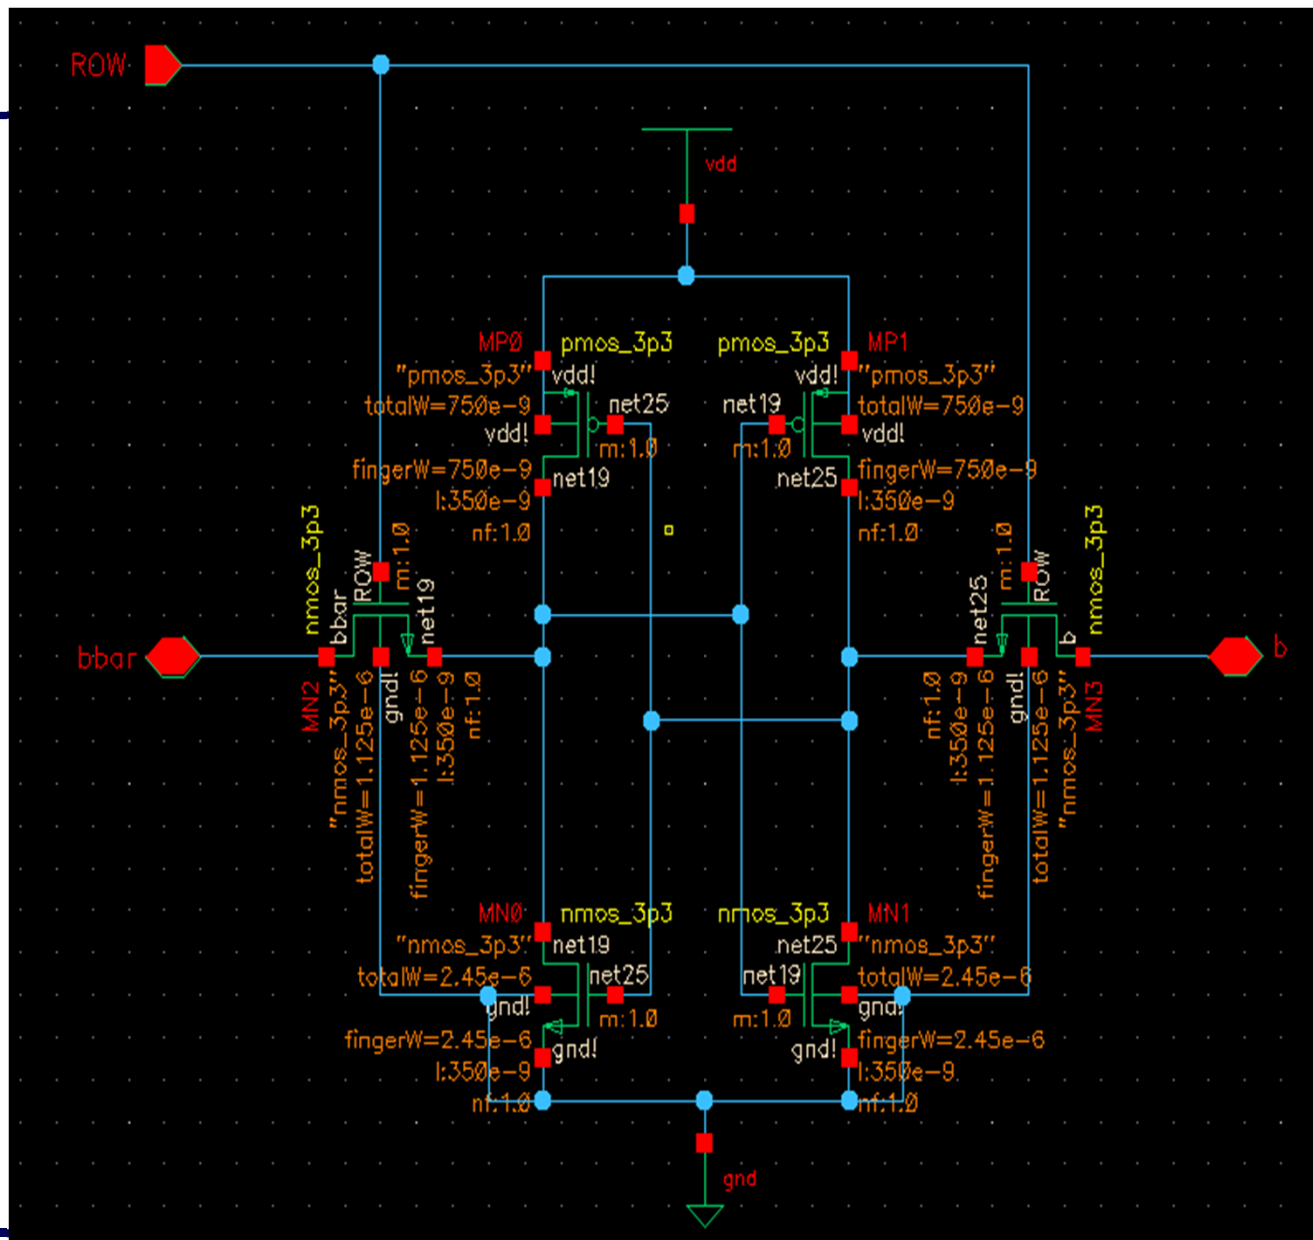 ROW
vdd
MPØ pmos_3p3
"pmos_3p3"
vdd!
totalW=750e-9
net25
vdd!
m:1.0
fingerW=750e-9
net19
l:350e-9
nf:1.0
pmos_3p3 MP1
vdd!
"pmos_3p3"
net19
totalW=750e-9
vdd!
m:1.0
net25
fingerW=750e-9
l:350e-9
nf:1.0
nmos_3p3
bbar
ROW
m:1.0
net19
bbar
MN2
"nmos_3p3"
totalW=1.125e-6
gnd!
fingerW=1.125e-6
l:350e-9
nf:1.0
net25
m:1.0
ROW
b
nmos_3p3
b
nf:1.0
l:350e-9
fingerW=1.125e-6
gnd!
totalW=1.125e-6
"nmos_3p3"
MN3
MNØ nmos_3p3
"nmos_3p3"
net19
totalW=2.45e-6
net25
gnd!
m:1.0
fingerW=2.45e-6
gnd!
l:350e-9
nf:1.0
nmos_3p3 MN1
net25
"nmos_3p3"
net19
totalW=2.45e-6
gnd!
m:1.0
gnd!
fingerW=2.45e-6
l:350e-9
nf:1.0
gnd